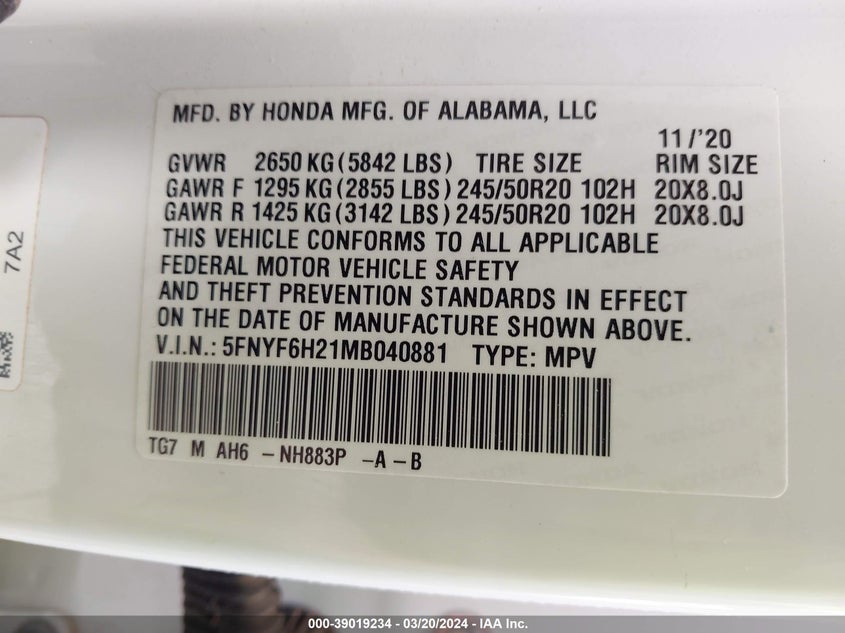 MFD. BY HONDA MFG. OF ALABAMA, LLC
11/'20
GVWR 2650 KG (5842 LBS) TIRE SIZE RIM SIZE
GAWR F 1295 KG (2855 LBS) 245/50R20 102H 20X8.0J
GAWR R 1425 KG (3142 LBS) 245/50R20 102H 20X8.0J
THIS VEHICLE CONFORMS TO ALL APPLICABLE
FEDERAL MOTOR VEHICLE SAFETY
AND THEFT PREVENTION STANDARDS IN EFFECT
ON THE DATE OF MANUFACTURE SHOWN ABOVE.
V.I.N.: 5FNYF6H21MB040881 TYPE: MPV
TG7 M AH6 - NH883P -A - B
7A2
000-39019234 - 03/20/2024 - IAA Inc.